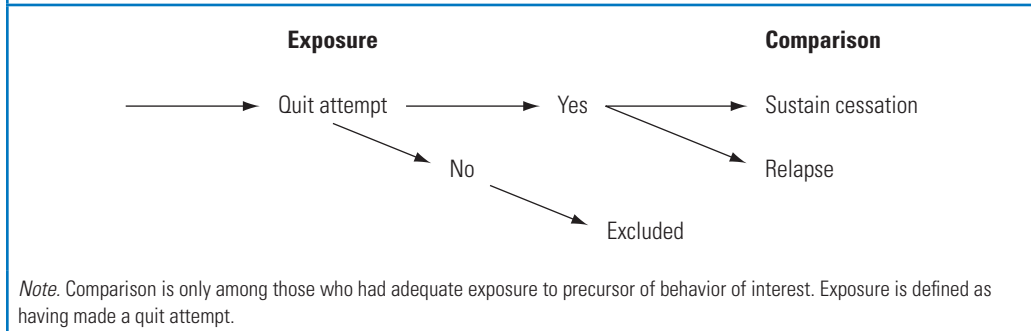 Exposure Comparison
Quit attempt Yes Sustain cessation
No Relapse
Excluded
Note. Comparison is only among those who had adequate exposure to precursor of behavior of interest. Exposure is defined as
having made a quit attempt.